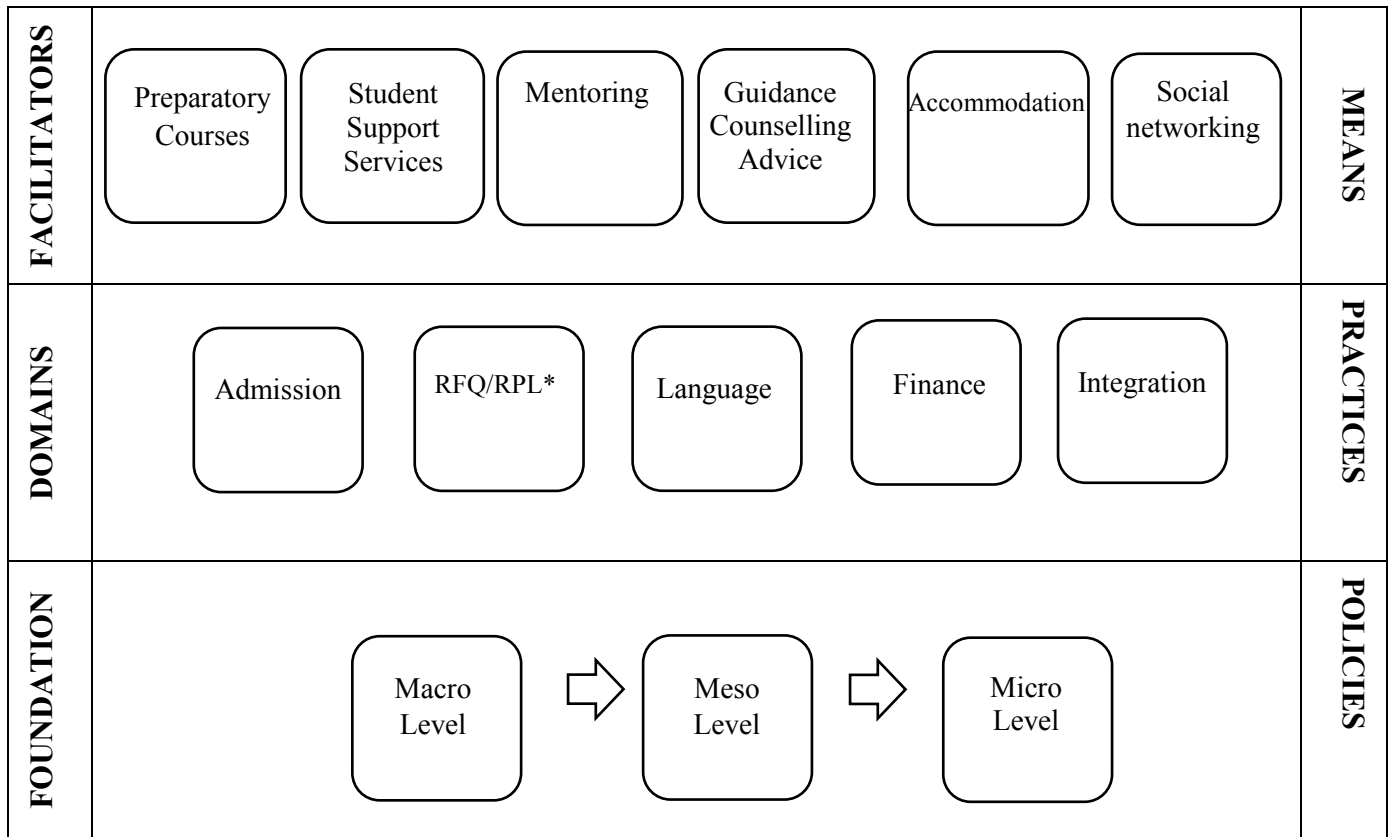 FACILITATORS
Preparatory
Courses
Student
Support
Services
Mentoring
Guidance
Counselling
Advice
Accommodation
Social
networking
MEANS
DOMAINS
Admission
RFQ/RPL*
Language
Finance
Integration
PRACTICES
FOUNDATION
Macro
Level
Meso
Level
Micro
Level
POLICIES